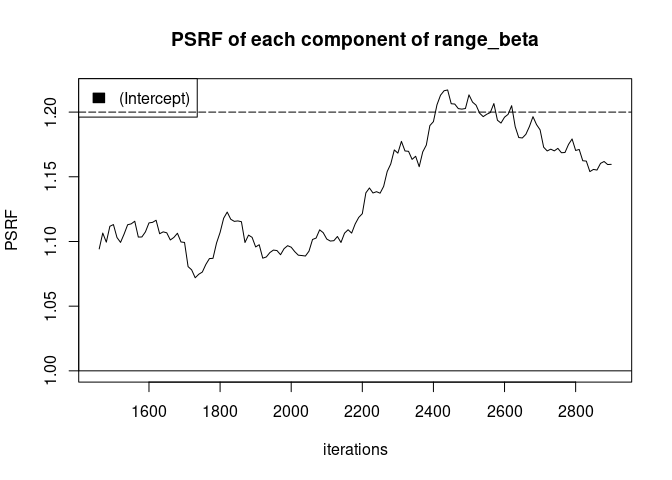 PSRF of each component of range_beta
(Intercept)
PSRF
1.20
1.15
1.10
1.05
1.00
1600 1800 2000 2200 2400 2600 2800
iterations